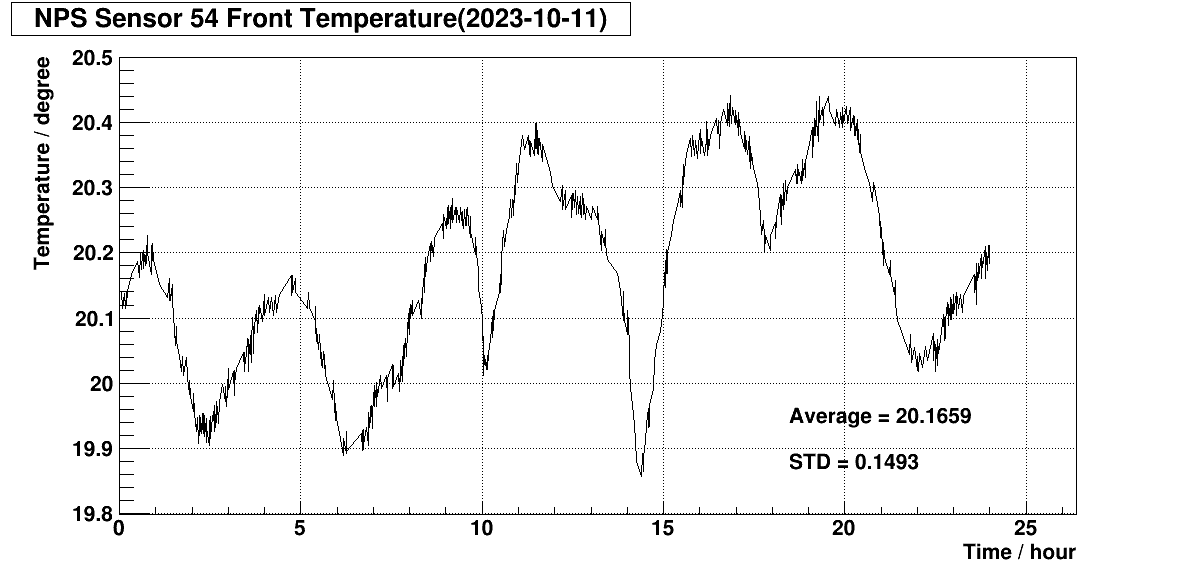 NPS Sensor 54 Front Temperature(2023-10-11)
Temperature / degree
20.5
20.4
20.3
20.2
20.1
20
19.9
19.8
Average = 20.1659
STD = 0.1493
0 5 10 15 20 25
Time / hour